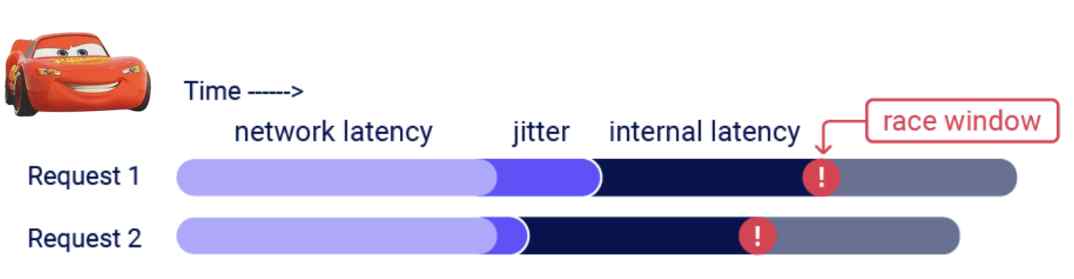 Time ------>
network latency
jitter
internal latency
race window
Request 1
!
Request 2
!